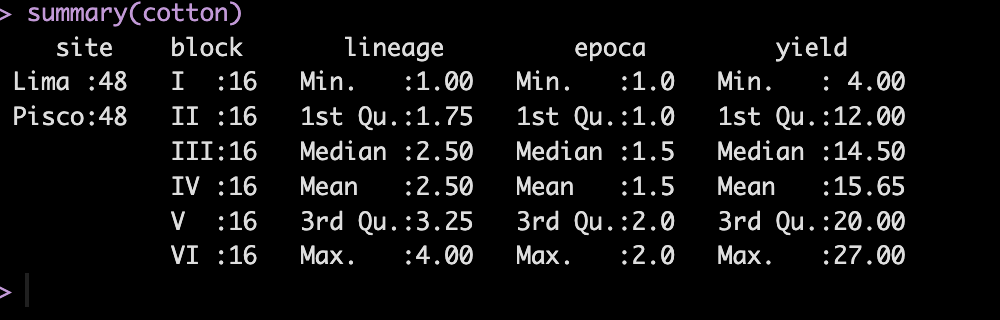 > summary(cotton)
    site    block      lineage         epoca         yield
 Lima :48   I  :16   Min.   :1.00   Min.   :1.0   Min.   : 4.00
 Pisco:48   II :16   1st Qu.:1.75   1st Qu.:1.0   1st Qu.:12.00
            III:16   Median :2.50   Median :1.5   Median :14.50
            IV :16   Mean   :2.50   Mean   :1.5   Mean   :15.65
            V  :16   3rd Qu.:3.25   3rd Qu.:2.0   3rd Qu.:20.00
            VI :16   Max.   :4.00   Max.   :2.0   Max.   :27.00
>